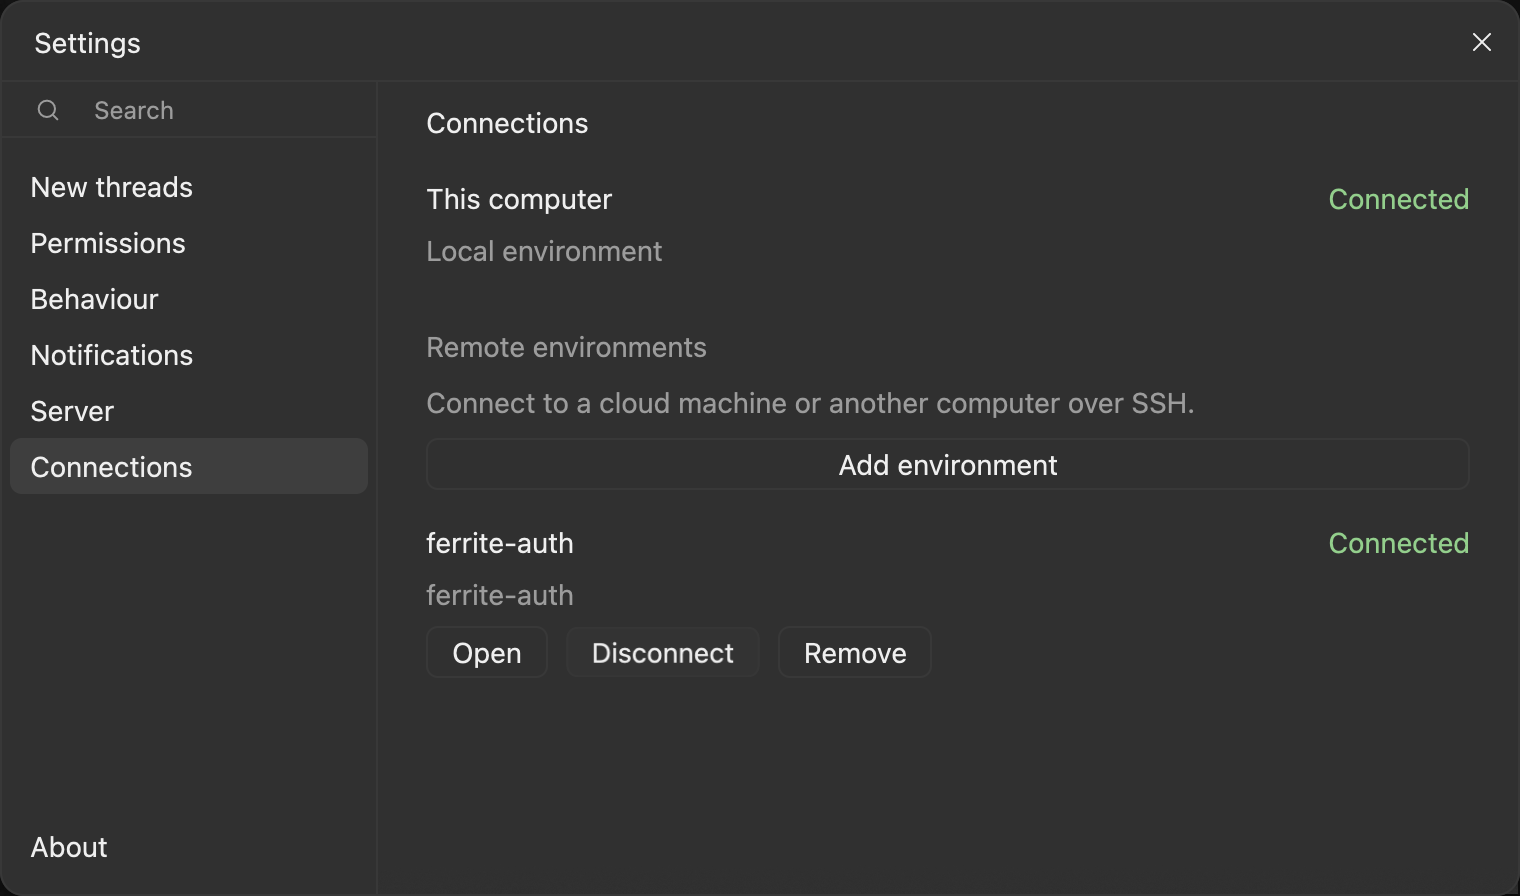 Settings
Search
New threads
Permissions
Behaviour
Notifications
Server
Connections
About
Connections
This computer
Connected
Local environment
Remote environments
Connect to a cloud machine or another computer over SSH.
Add environment
ferrite-auth
Connected
ferrite-auth
Open
Disconnect
Remove